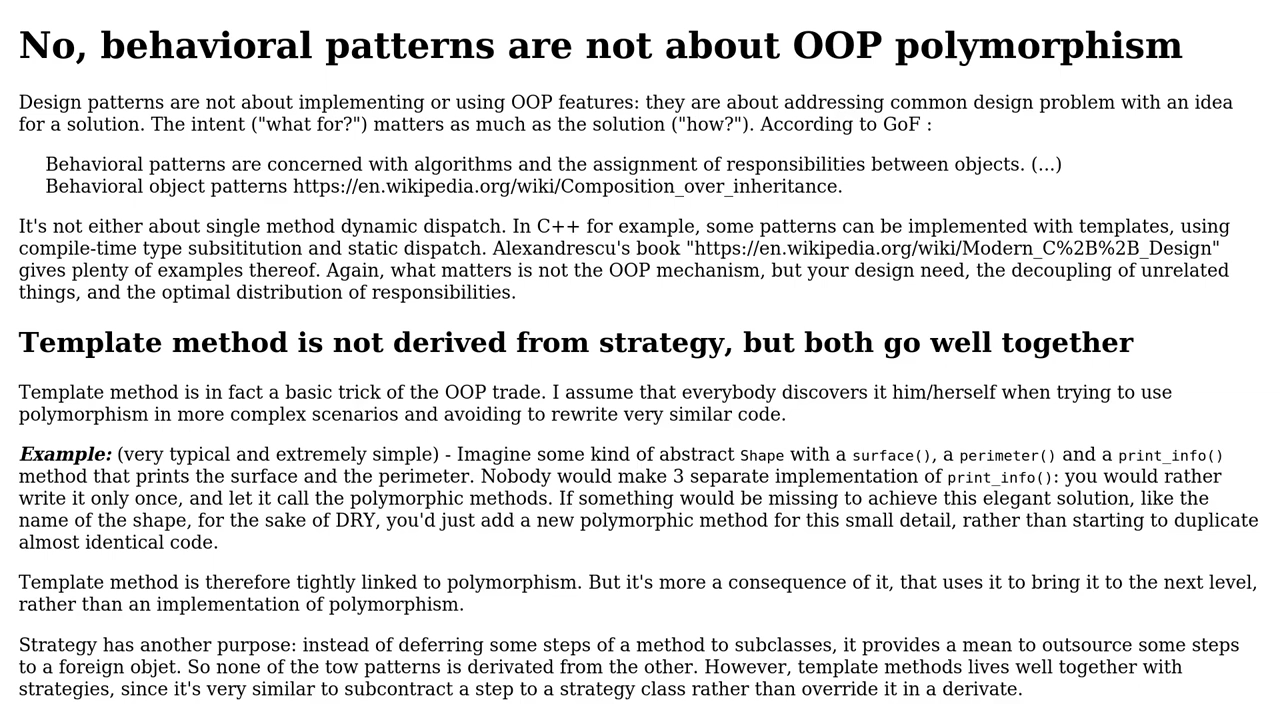 No, behavioral patterns are not about OOP polymorphism
Design patterns are not about implementing or using OOP features: they are about addressing common design problem with an idea
for a solution. The intent ("what for?") matters as much as the solution ("how?"). According to GoF :
Behavioral patterns are concerned with algorithms and the assignment of responsibilities between objects. (...)
Behavioral object patterns https://en.wikipedia.org/wiki/Composition_over_inheritance.
It's not either about single method dynamic dispatch. In C++ for example, some patterns can be implemented with templates, using
compile-time type subsititution and static dispatch. Alexandrescu's book "https://en.wikipedia.org/wiki/Modern_C%2B%2B_Design"
gives plenty of examples thereof. Again, what matters is not the OOP mechanism, but your design need, the decoupling of unrelated
things, and the optimal distribution of responsibilities.
Template method is not derived from strategy, but both go well together
Template method is in fact a basic trick of the OOP trade. I assume that everybody discovers it him/herself when trying to use
polymorphism in more complex scenarios and avoiding to rewrite very similar code.
Example: (very typical and extremely simple) - Imagine some kind of abstract Shape with a surface(), a perimeter() and a print_info()
method that prints the surface and the perimeter. Nobody would make 3 separate implementation of print_info(): you would rather
write it only once, and let it call the polymorphic methods. If something would be missing to achieve this elegant solution, like the
name of the shape, for the sake of DRY, you'd just add a new polymorphic method for this small detail, rather than starting to duplicate
almost identical code.
Template method is therefore tightly linked to polymorphism. But it's more a consequence of it, that uses it to bring it to the next level,
rather than an implementation of polymorphism.
Strategy has another purpose: instead of deferring some steps of a method to subclasses, it provides a mean to outsource some steps
to a foreign objet. So none of the tow patterns is derivated from the other. However, template methods lives well together with
strategies, since it's very similar to subcontract a step to a strategy class rather than override it in a derivate.